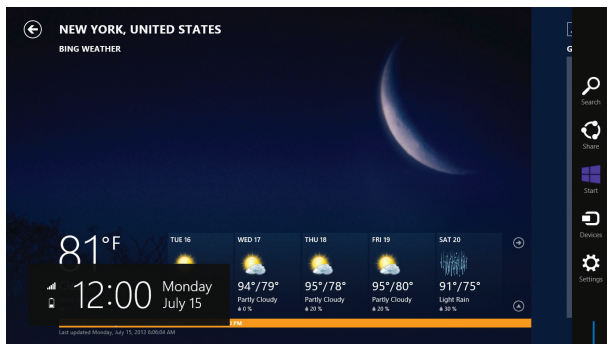 NEW YORK, UNITED STATES
BING WEATHER
G
Search
Share
Start
Devices
Settings
81°F
TUE 16
WED 17
THU 18
FRI 19
SAT 20
94°/79°
95°/78°
95°/80°
91°/75°
Partly Cloudy
Partly Cloudy
Partly Cloudy
Light Rain
0 %
20 %
20 %
30 %
12:00
Monday
July 15
PM
Last updated Monday, July 15, 2013 8:06:04 AM